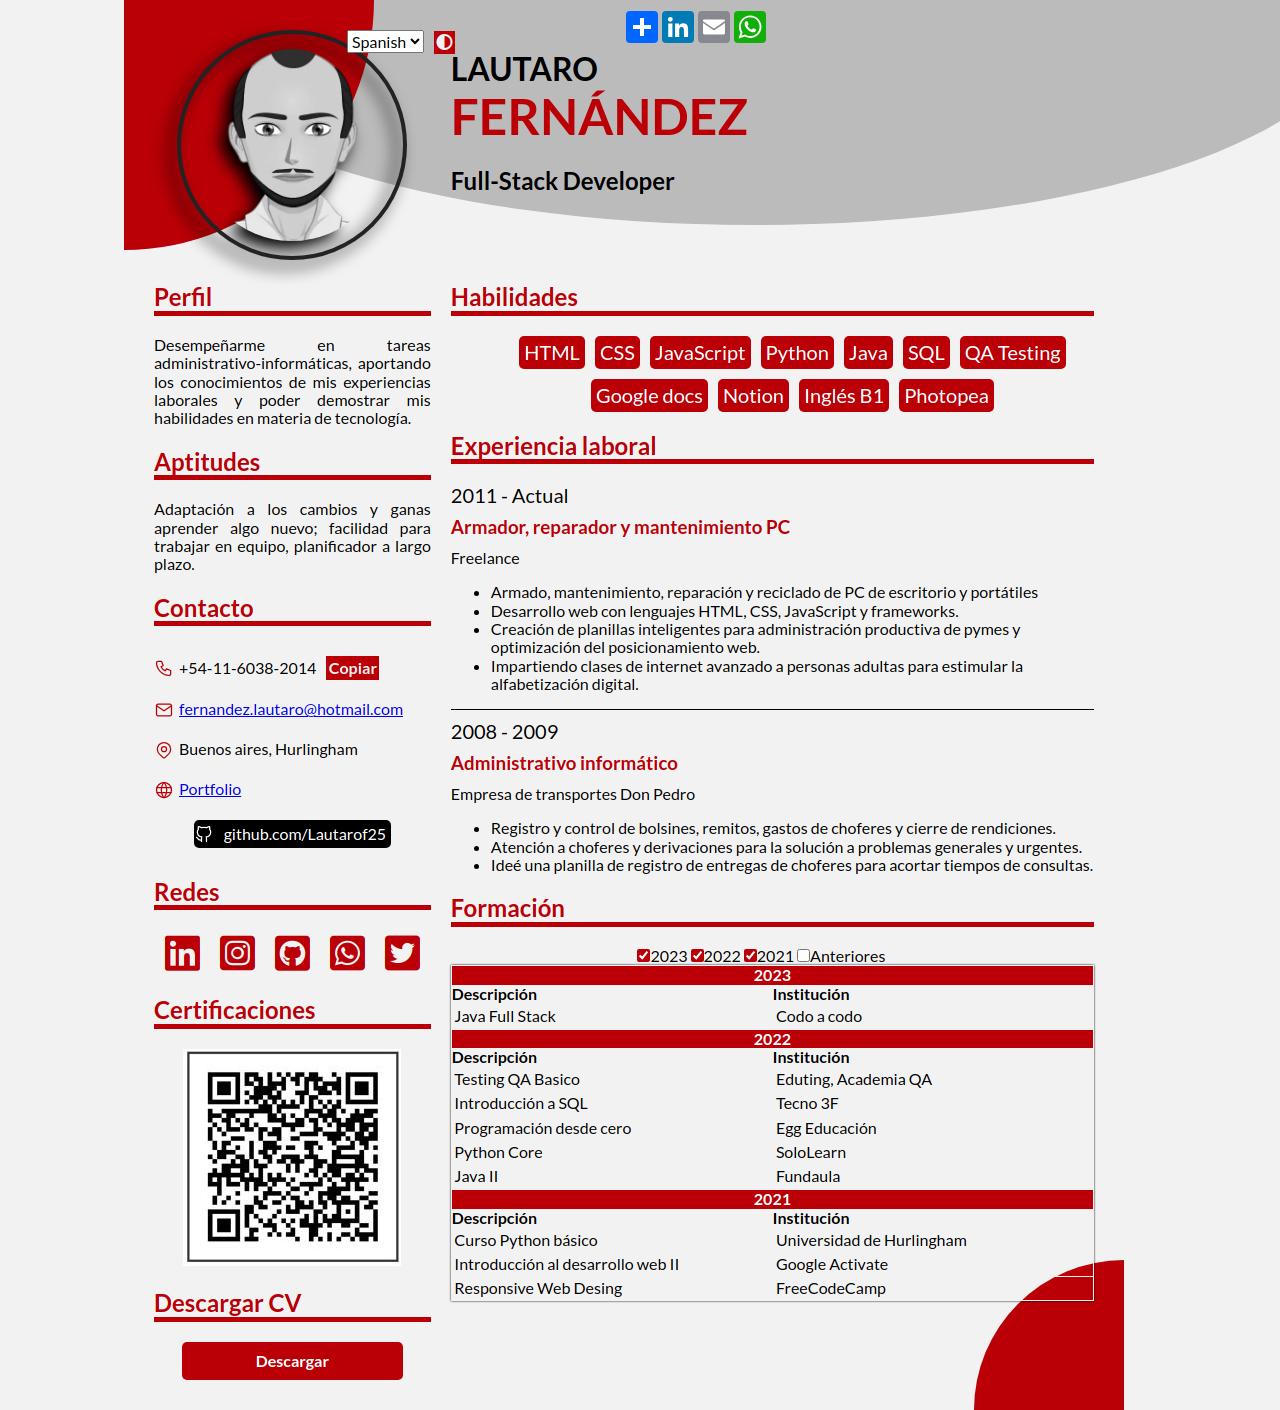 Spanish
LAUTARO
FERNÁNDEZ
Full-Stack Developer
Perfil
Desempeñarme en tareas
administrativo-informáticas, aportando
los conocimientos de mis experiencias
laborales y poder demostrar mis
habilidades en materia de tecnología.
Aptitudes
Adaptación a los cambios y ganas
aprender algo nuevo; facilidad para
trabajar en equipo, planificador a largo
plazo.
Contacto
+54-11-6038-2014 Copiar
fernandez.lautaro@hotmail.com
Buenos aires, Hurlingham
Portfolio
github.com/Lautarof25
Redes
Certificaciones
Descargar CV
Descargar
Habilidades
HTML CSS JavaScript Python Java SQL QA Testing
Google docs Notion Inglés B1 Photopea
Experiencia laboral
2011 - Actual
Armador, reparador y mantenimiento PC
Freelance
• Armado, mantenimiento, reparación y reciclado de PC de escritorio y portátiles
• Desarrollo web con lenguajes HTML, CSS, JavaScript y frameworks.
• Creación de planillas inteligentes para administración productiva de pymes y
optimización del posicionamiento web.
• Impartiendo clases de internet avanzado a personas adultas para estimular la
alfabetización digital.
2008 - 2009
Administrativo informático
Empresa de transportes Don Pedro
• Registro y control de bolsines, remitos, gastos de choferes y cierre de rendiciones.
• Atención a choferes y derivaciones para la solución a problemas generales y urgentes.
• Ideé una planilla de registro de entregas de choferes para acortar tiempos de consultas.
Formación
2023 2022 2021 Anteriores
2023
Descripción Institución
Java Full Stack Codo a codo
2022
Descripción Institución
Testing QA Basico Eduting, Academia QA
Introducción a SQL Tecno 3F
Programación desde cero Egg Educación
Python Core SoloLearn
Java II Fundaula
2021
Descripción Institución
Curso Python básico Universidad de Hurlingham
Introducción al desarrollo web II Google Activate
Responsive Web Desing FreeCodeCamp